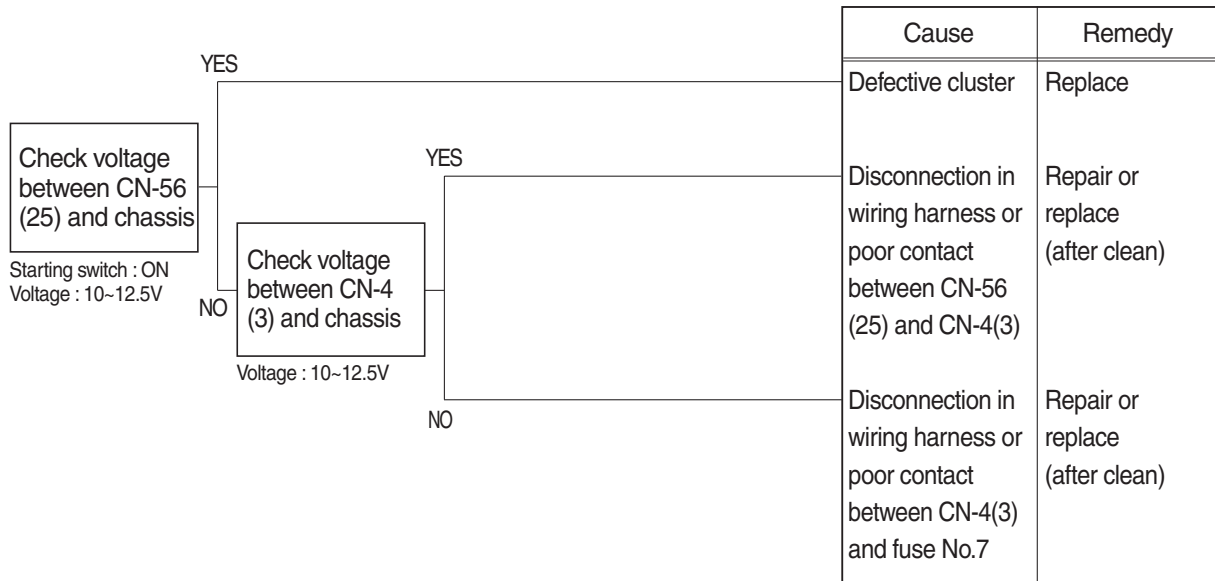 Cause
Remedy
YES
Defective cluster
Replace
Check voltage
between CN-56
(25) and chassis
Starting switch : ON
Voltage : 10~12.5V
NO
YES
Check voltage
between CN-4
(3) and chassis
Voltage : 10~12.5V
NO
Disconnection in
wiring harness or
poor contact
between CN-56
(25) and CN-4(3)
Repair or
replace
(after clean)
Disconnection in
wiring harness or
poor contact
between CN-4(3)
and fuse No.7
Repair or
replace
(after clean)